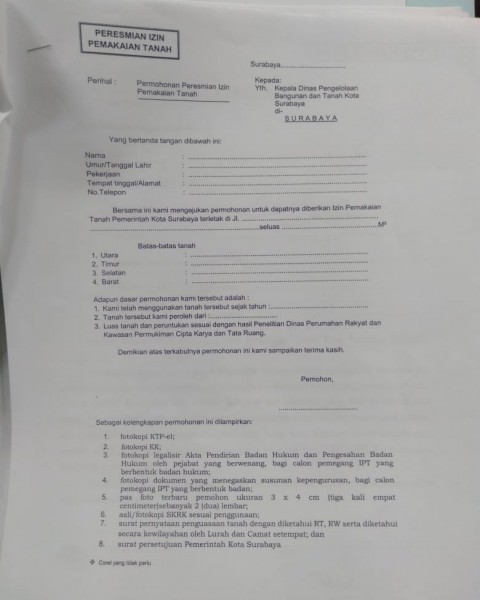 PERESMIAN IZIN
PEMAKAIAN TANAH
Surabaya...............................
Perihal : Permohonan Peresmian Izin
Pemakaian Tanah
Kepada:
Yth. Kepala Dinas Pengelolaan
Bangunan dan Tanah Kota
Surabaya
di-
S U R A B A Y A
Yang bertanda tangan dibawah ini:
Nama : ........................................
Umur/Tanggal Lahir : ........................................
Pekerjaan : ........................................
Tempat tinggal/Alamat : ........................................
No.Telepon : ........................................
Bersama ini kami mengajukan permohonan untuk dapatnya diberikan Izin Pemakaian
Tanah Pemerintah Kota Surabaya terletak di Jl. ........................................
........................................seluas ........................................M²
Batas-batas tanah
1. Utara : ........................................
2. Timur : ........................................
3. Selatan : ........................................
4. Barat : ........................................
Adapun dasar permohonan kami tersebut adalah :
1. Kami telah menggunakan tanah tersebut sejak tahun :..............................
2. Tanah tersebut kami peroleh dari :..............................
3. Luas tanah dan peruntukan sesuai dengan hasil Penelitian Dinas Perumahan Rakyat dan
Kawasan Permukiman Cipta Karya dan Tata Ruang.
Demikian atas terkabulnya permohonan ini kami sampaikan terima kasih.
Pemohon,
..............................
Sebagai kelengkapan permohonan ini dilampirkan:
1. fotokopi KTP-el;
2. fotokopi KK;
3. fotokopi legalisir Akta Pendirian Badan Hukum dan Pengesahan Badan
Hukum oleh pejabat yang berwenang, bagi calon pemegang IPT yang
berbentuk badan hukum;
4. fotokopi dokumen yang menegaskan susunan kepengurusan, bagi calon
pemegang IPT yang berbentuk badan;
5. pas foto terbaru pemohon ukuran 3 x 4 cm (tiga kali empat
centimeter)sebanyak 2 (dua) lembar;
6. asli/fotokopi SKRK sesuai penggunaan;
7. surat pernyataan penguasaan tanah dengan diketahui RT, RW serta diketahui
secara kewilayahan oleh Lurah dan Camat setempat; dan
8. surat persetujuan Pemerintah Kota Surabaya
❖ Coret yang tidak perlu